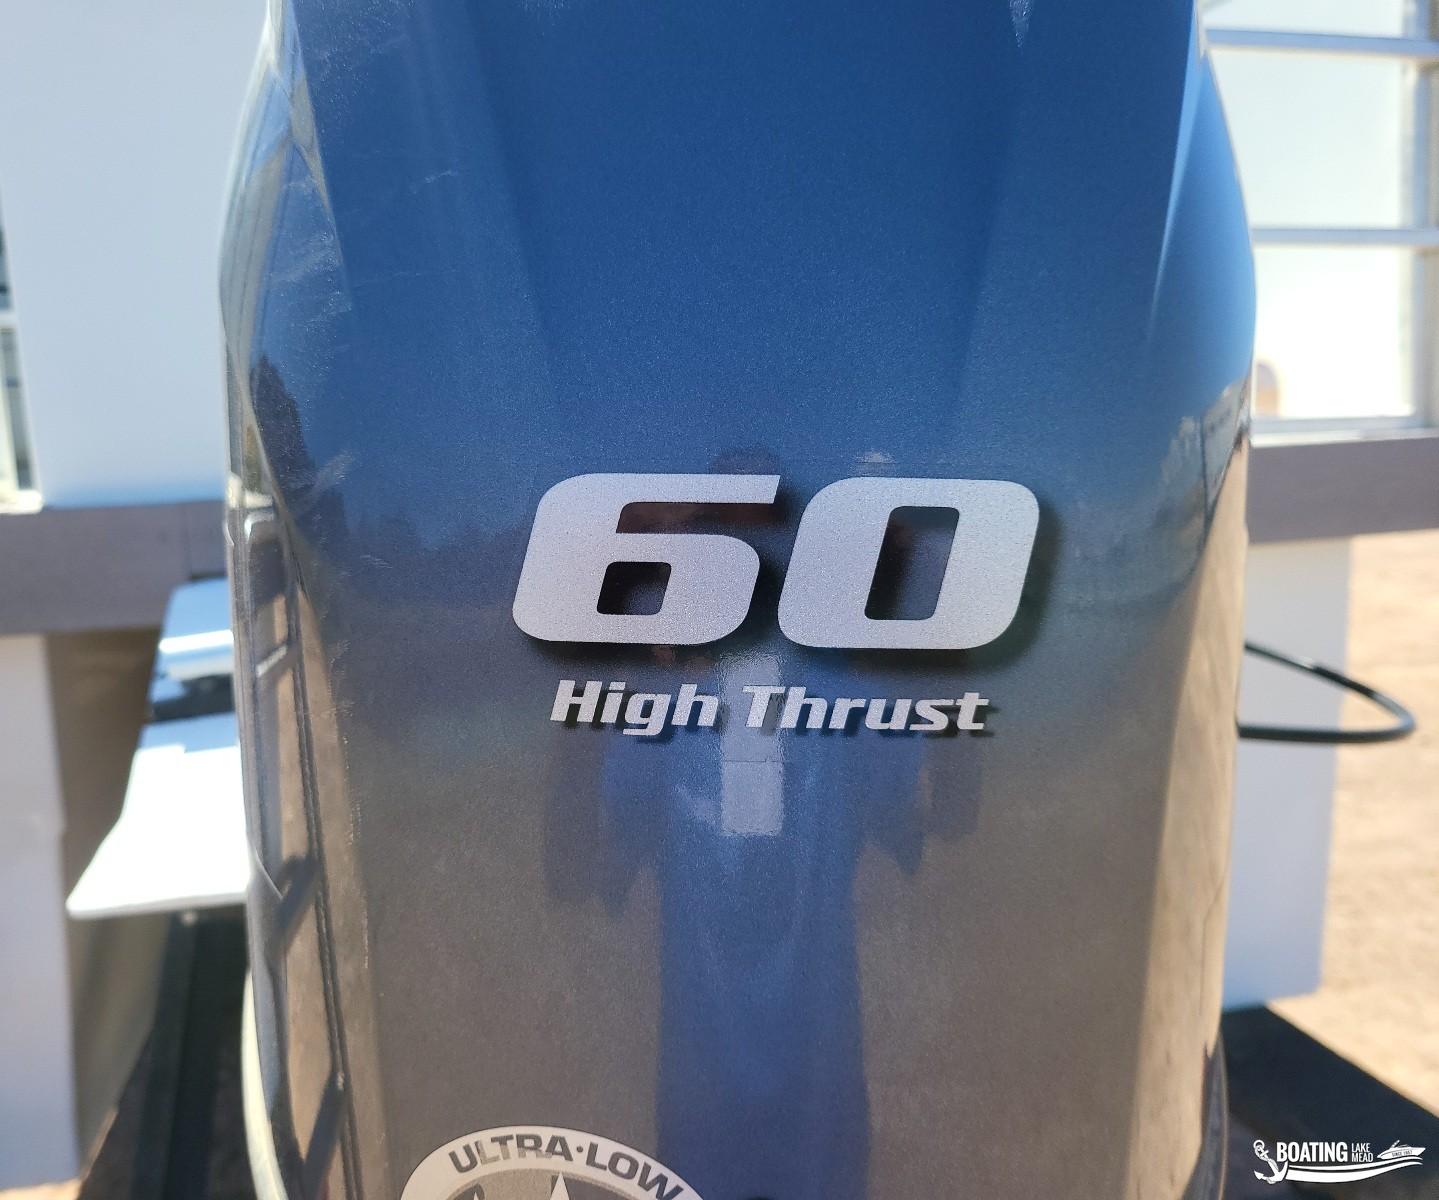 60
High Thrust
ULTRA·LOW
BOATING LAKE MEAD